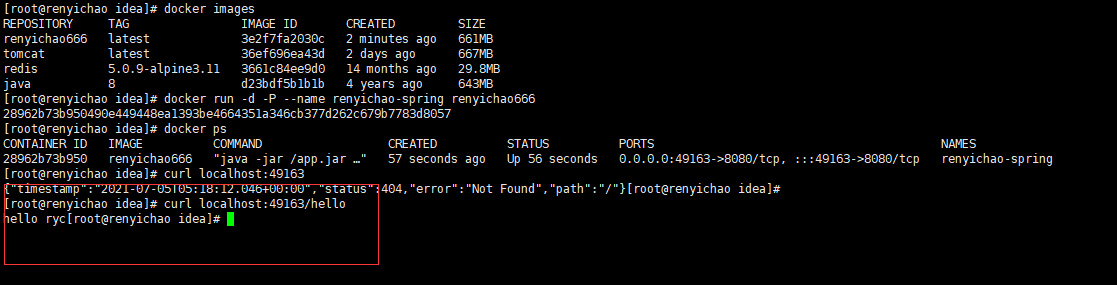 [root@renyichao idea]# docker images
REPOSITORY TAG IMAGE ID CREATED SIZE
renyichao666 latest 3e2f7fa2030c 2 minutes ago 661MB
tomcat latest 36ef696ea43d 2 days ago 667MB
redis 5.0.9-alpine3.11 3661c84ee9d0 14 months ago 29.8MB
java 8 d23bdf5b1b1b 4 years ago 643MB
[root@renyichao idea]# docker run -d -P --name renyichao-spring renyichao666
28962b73b950490e449448ea1393be4664351a346cb377d262c679b7783d8057
[root@renyichao idea]# docker ps
CONTAINER ID IMAGE COMMAND CREATED STATUS PORTS NAMES
28962b73b950 renyichao666 "java -jar /app.jar …" 57 seconds ago Up 56 seconds 0.0.0.0:49163->8080/tcp, :::49163->8080/tcp renyichao-spring
[root@renyichao idea]# curl localhost:49163
{"timestamp":"2021-07-05T05:18:12.046+00:00","status":404,"error":"Not Found","path":"/"}[root@renyichao idea]#
[root@renyichao idea]# curl localhost:49163/hello
hello ryc[root@renyichao idea]#